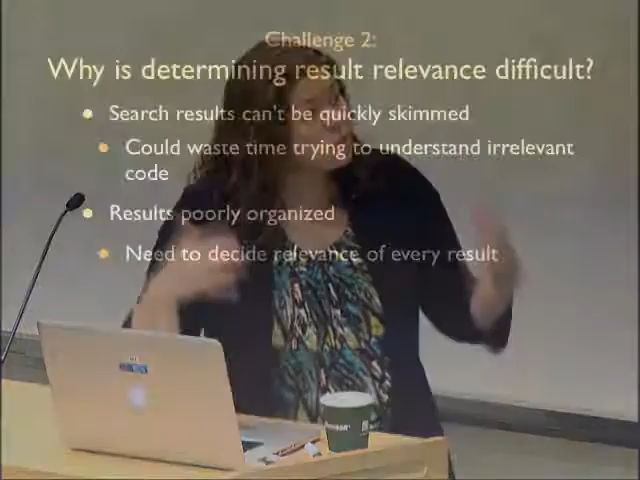 Challenge 2:
Why is determining result relevance difficult?
Search results can't be quickly skimmed
Could waste time trying to understand irrelevant
code
Results poorly organized
Need to decide relevance of every result